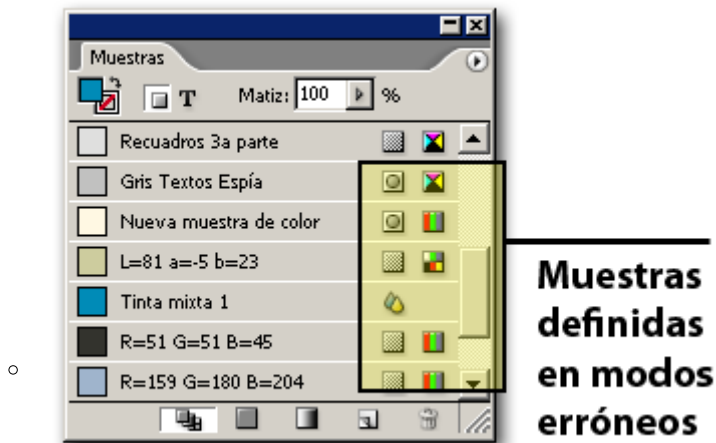 Muestras
T Matiz: 100 %
Recuadros 3a parte
Gris Textos Espía
Nueva muestra de color
L=81 a=-5 b=23
Tinta mixta 1
R=51 G=51 B=45
R=159 G=180 B=204
Muestras
definidas
en modos
erróneos